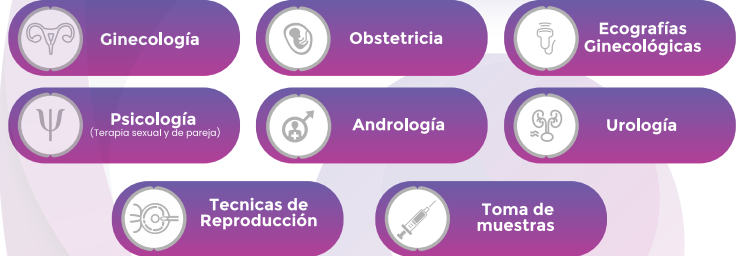 Ginecología
Obstetricia
Ecografías
Ginecológicas
Psicología
(Terapia sexual y de pareja)
Andrología
Urología
Tecnicas de
Reproducción
Toma de
muestras